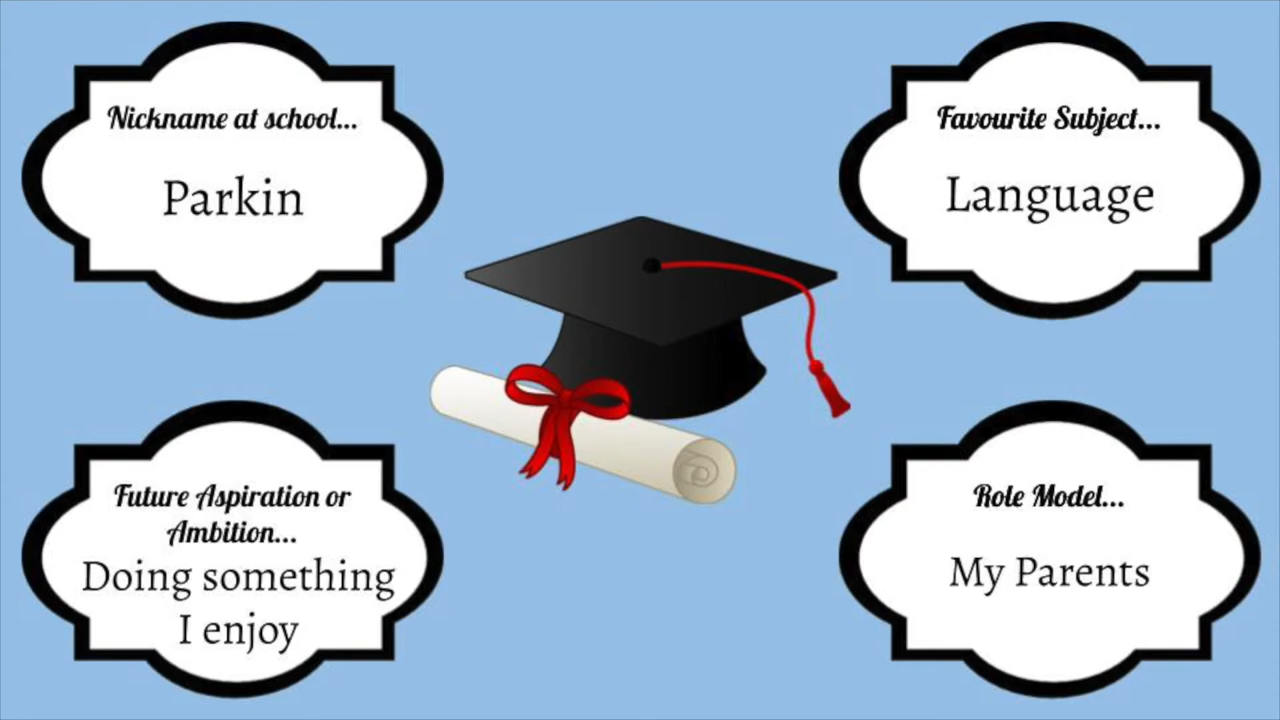 Nickname at school...
Parkin
Favourite Subject...
Language
Future Aspiration or
Ambition...
Doing something
I enjoy
Role Model...
My Parents